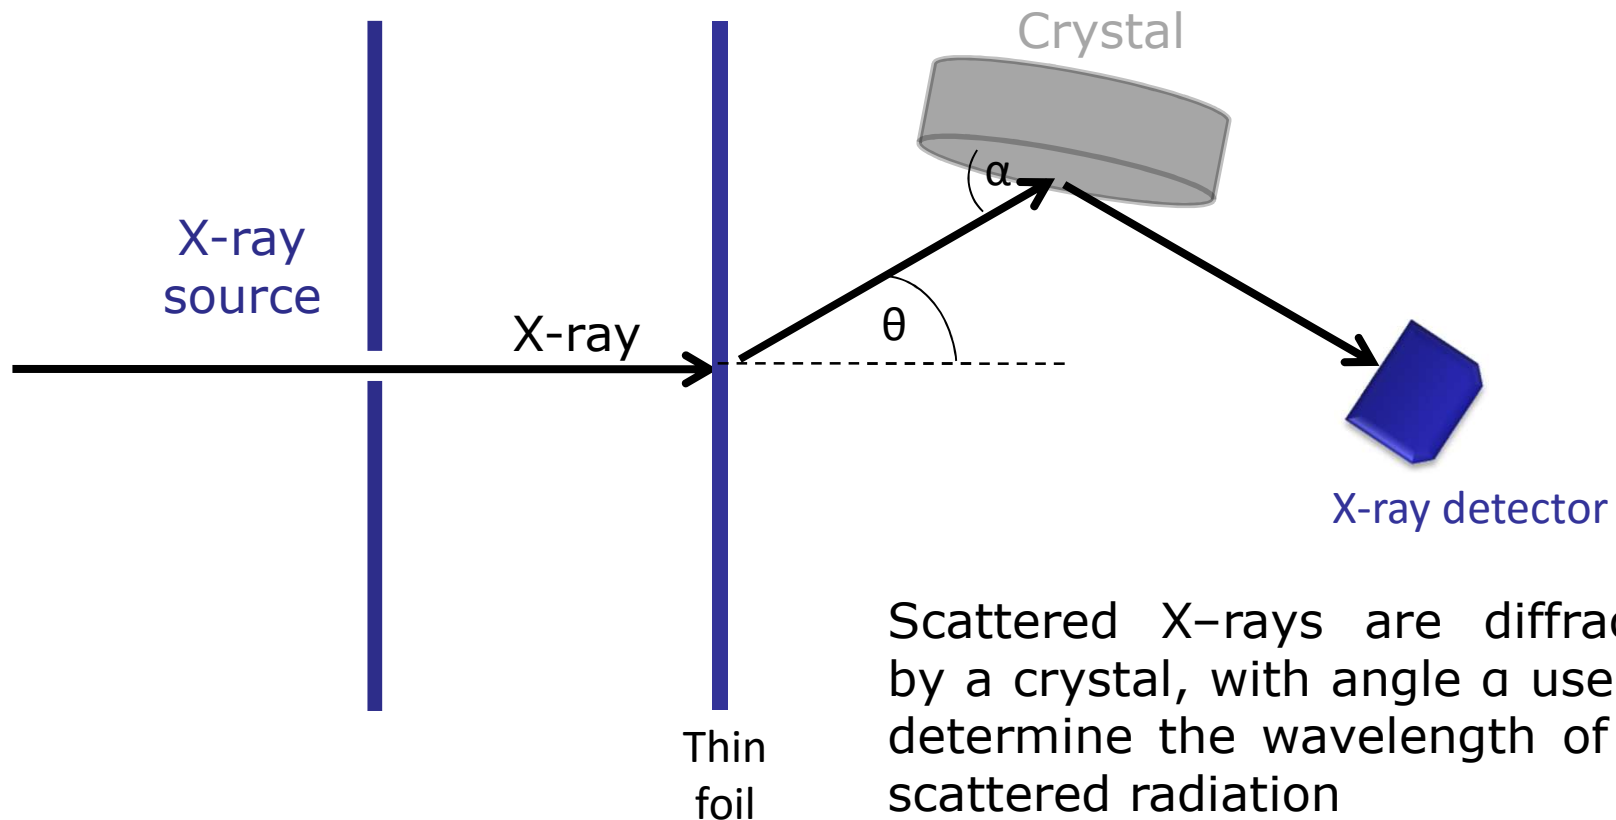 Crystal
α
X-ray
source
X-ray
θ
X-ray detector
Thin
foil
Scattered X–rays are
by a crystal, with angle α
determine the wavelength of
scattered radiation